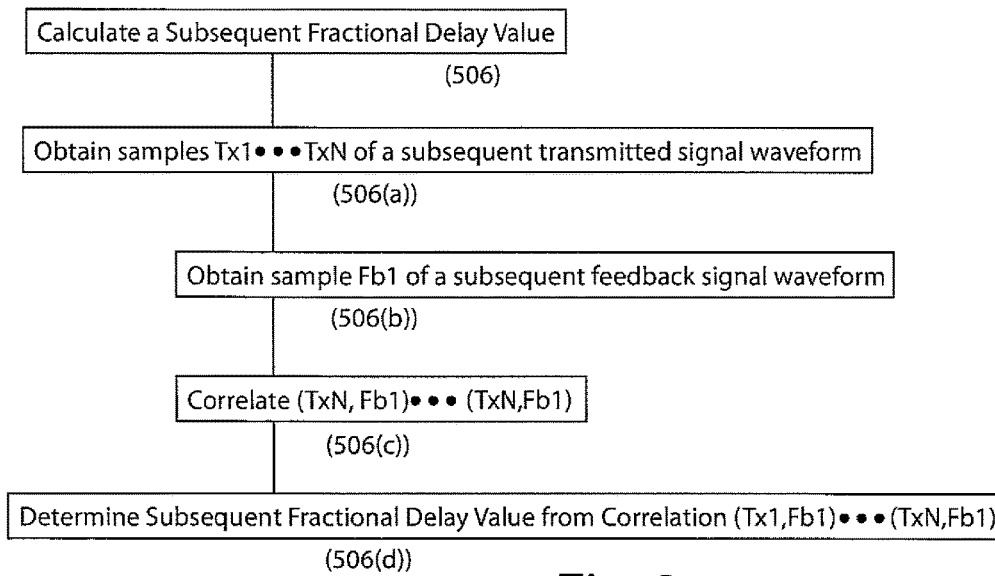 Calculate a Subsequent Fractional Delay Value
(506)
Obtain samples Tx1•••TxN of a subsequent transmitted signal waveform
(506(a))
Obtain sample Fb1 of a subsequent feedback signal waveform
(506(b))
Correlate (TxN, Fb1)••• (TxN,Fb1)
(506(c))
Determine Subsequent Fractional Delay Value from Correlation (Tx1,Fb1)•••(TxN,Fb1)
(506(d))